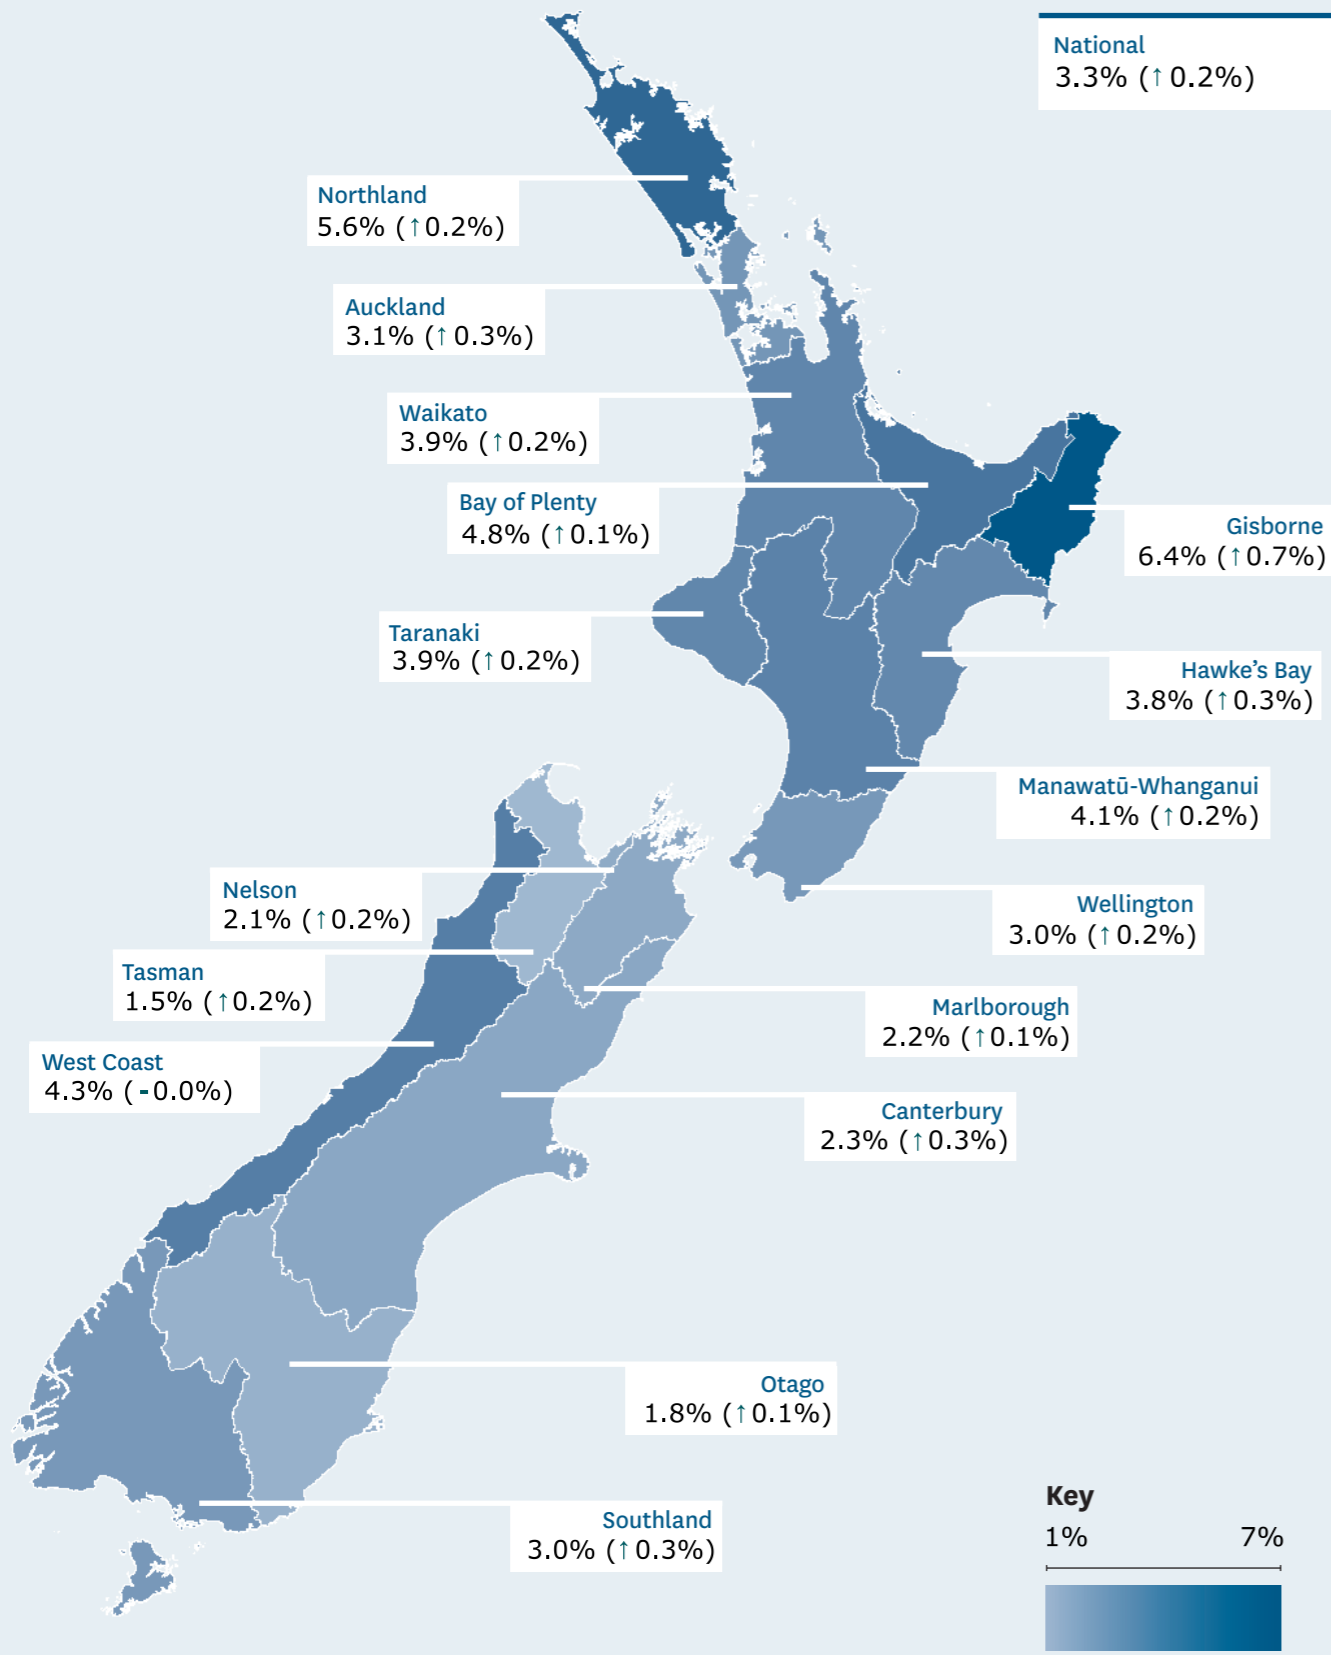 National
3.3% (↑0.2%)
Northland
5.6% (↑0.2%)
Auckland
3.1% (↑0.3%)
Waikato
3.9% (↑0.2%)
Bay of Plenty
4.8% (↑0.1%)
Gisborne
6.4% (↑0.7%)
Taranaki
3.9% (↑0.2%)
Hawke’s Bay
3.8% (↑0.3%)
Manawatū-Whanganui
4.1% (↑0.2%)
Nelson
2.1% (↑0.2%)
Wellington
3.0% (↑0.2%)
Tasman
1.5% (↑0.2%)
Marlborough
2.2% (↑0.1%)
West Coast
4.3% (-0.0%)
Canterbury
2.3% (↑0.3%)
Otago
1.8% (↑0.1%)
Southland
3.0% (↑0.3%)
Key
1% 7%